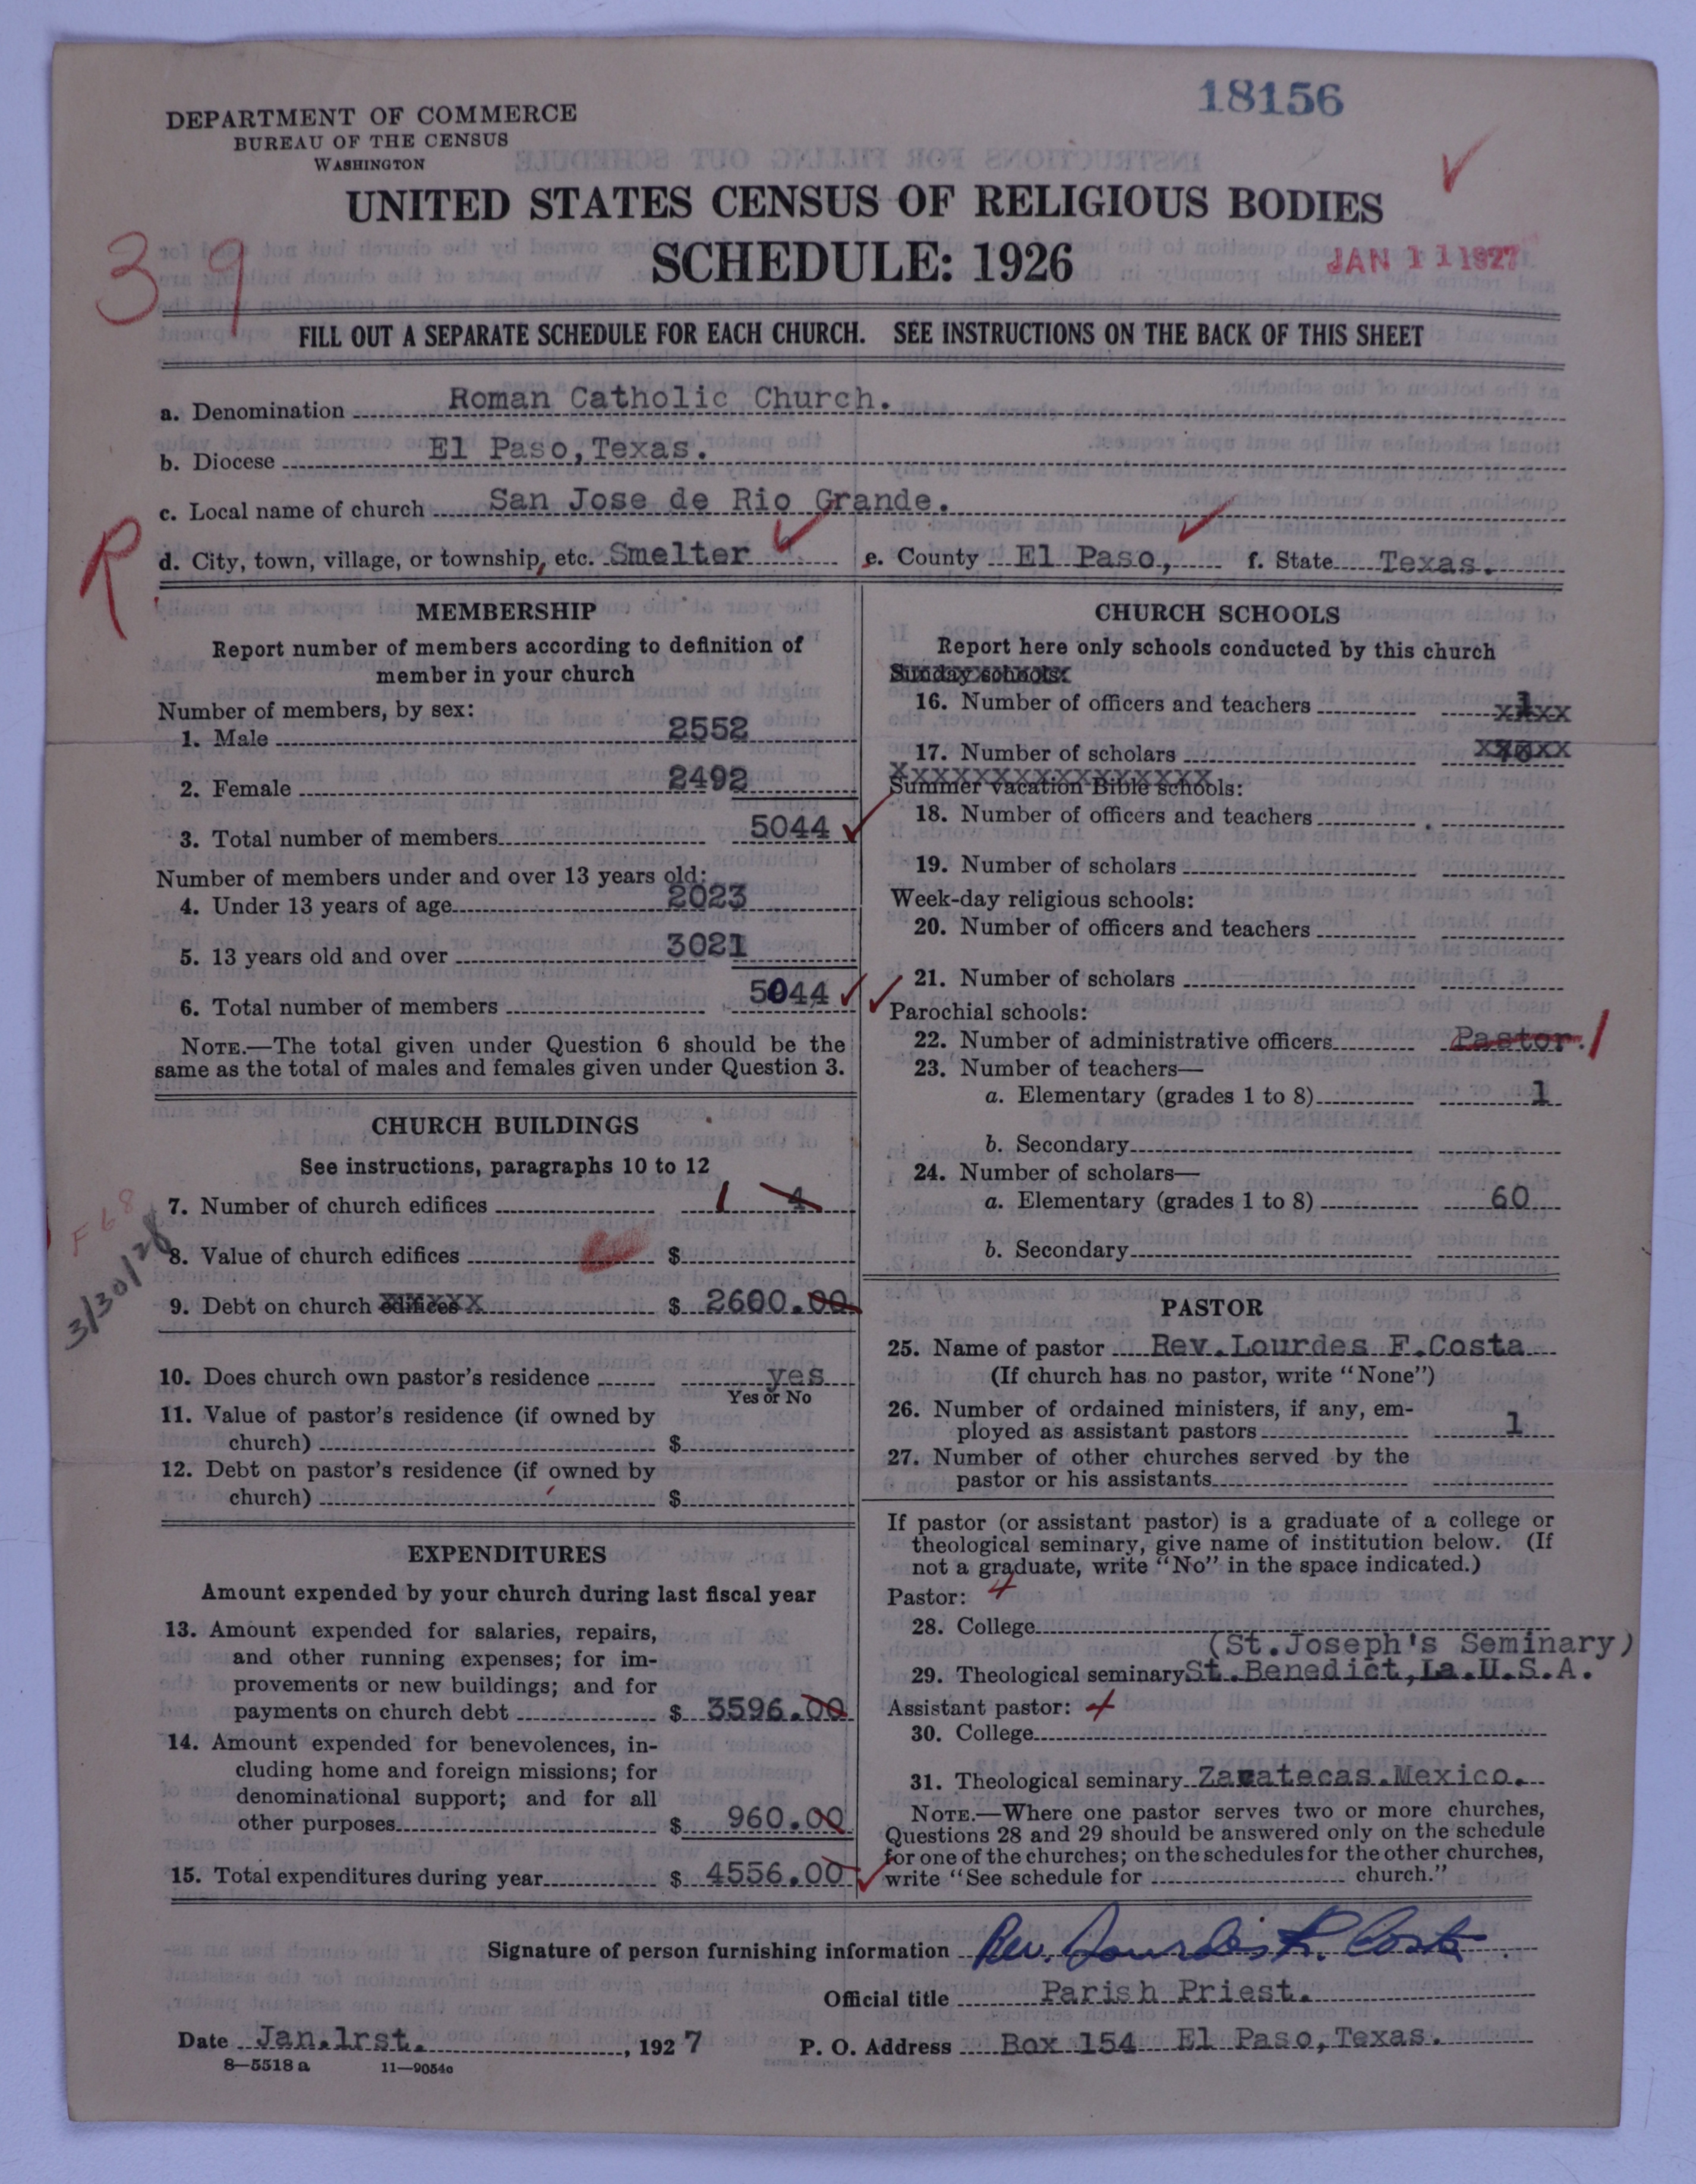 18156
DEPARTMENT OF COMMERCE
BUREAU OF THE CENSUS
WASHINGTON
UNITED STATES CENSUS OF RELIGIOUS BODIES
SCHEDULE: 1926
JAN 11 1927
39
FILL OUT A SEPARATE SCHEDULE FOR EACH CHURCH. SEE INSTRUCTIONS ON THE BACK OF THIS SHEET
a. Denomination Roman Catholic Church.
b. Diocese El Paso, Texas.
c. Local name of church San Jose de Rio Grande.
R
d. City, town, village, or township, etc. Smelter e. County El Paso, f. State Texas.
MEMBERSHIP
Report number of members according to definition of
member in your church
Number of members, by sex:
1. Male 2552
2. Female 2492
3. Total number of members 5044
Number of members under and over 13 years old:
4. Under 13 years of age 2023
5. 13 years old and over 3021
6. Total number of members 5044
NOTE.—The total given under Question 6 should be the
same as the total of males and females given under Question 3.
CHURCH BUILDINGS
See instructions, paragraphs 10 to 12
7. Number of church edifices 1 4
F 68
3/30/28
8. Value of church edifices $
9. Debt on church edifices $ 2600.00
10. Does church own pastor's residence yes
Yes or No
11. Value of pastor's residence (if owned by
church) $
12. Debt on pastor's residence (if owned by
church) $
EXPENDITURES
Amount expended by your church during last fiscal year
13. Amount expended for salaries, repairs,
and other running expenses; for im-
provements or new buildings; and for
payments on church debt $ 3596.00
14. Amount expended for benevolences, in-
cluding home and foreign missions; for
denominational support; and for all
other purposes $ 960.00
15. Total expenditures during year $ 4556.00
CHURCH SCHOOLS
Report here only schools conducted by this church
Sunday schools:
16. Number of officers and teachers 1
17. Number of scholars
Summer vacation Bible schools:
18. Number of officers and teachers
19. Number of scholars
Week-day religious schools:
20. Number of officers and teachers
21. Number of scholars
Parochial schools:
22. Number of administrative officers Pastor. 1
23. Number of teachers—
a. Elementary (grades 1 to 8) 1
b. Secondary
24. Number of scholars—
a. Elementary (grades 1 to 8) 60
b. Secondary
PASTOR
25. Name of pastor Rev. Lourdes F. Costa
(If church has no pastor, write "None")
26. Number of ordained ministers, if any, em-
ployed as assistant pastors 1
27. Number of other churches served by the
pastor or his assistants
If pastor (or assistant pastor) is a graduate of a college or
theological seminary, give name of institution below. (If
not a graduate, write "No" in the space indicated.)
Pastor: 4
28. College
(St. Joseph's Seminary)
29. Theological seminary St. Benedict, La. U.S.A.
Assistant pastor: 4
30. College
31. Theological seminary Zacatecas. Mexico.
NOTE.—Where one pastor serves two or more churches,
Questions 28 and 29 should be answered only on the schedule
for one of the churches; on the schedules for the other churches,
write "See schedule for church."
Signature of person furnishing information Rev. Lourdes F. Costa
Official title Parish Priest.
Date Jan. 1rst. , 1927 P. O. Address Box 154 El Paso, Texas.
8—5518 a 11—9054c